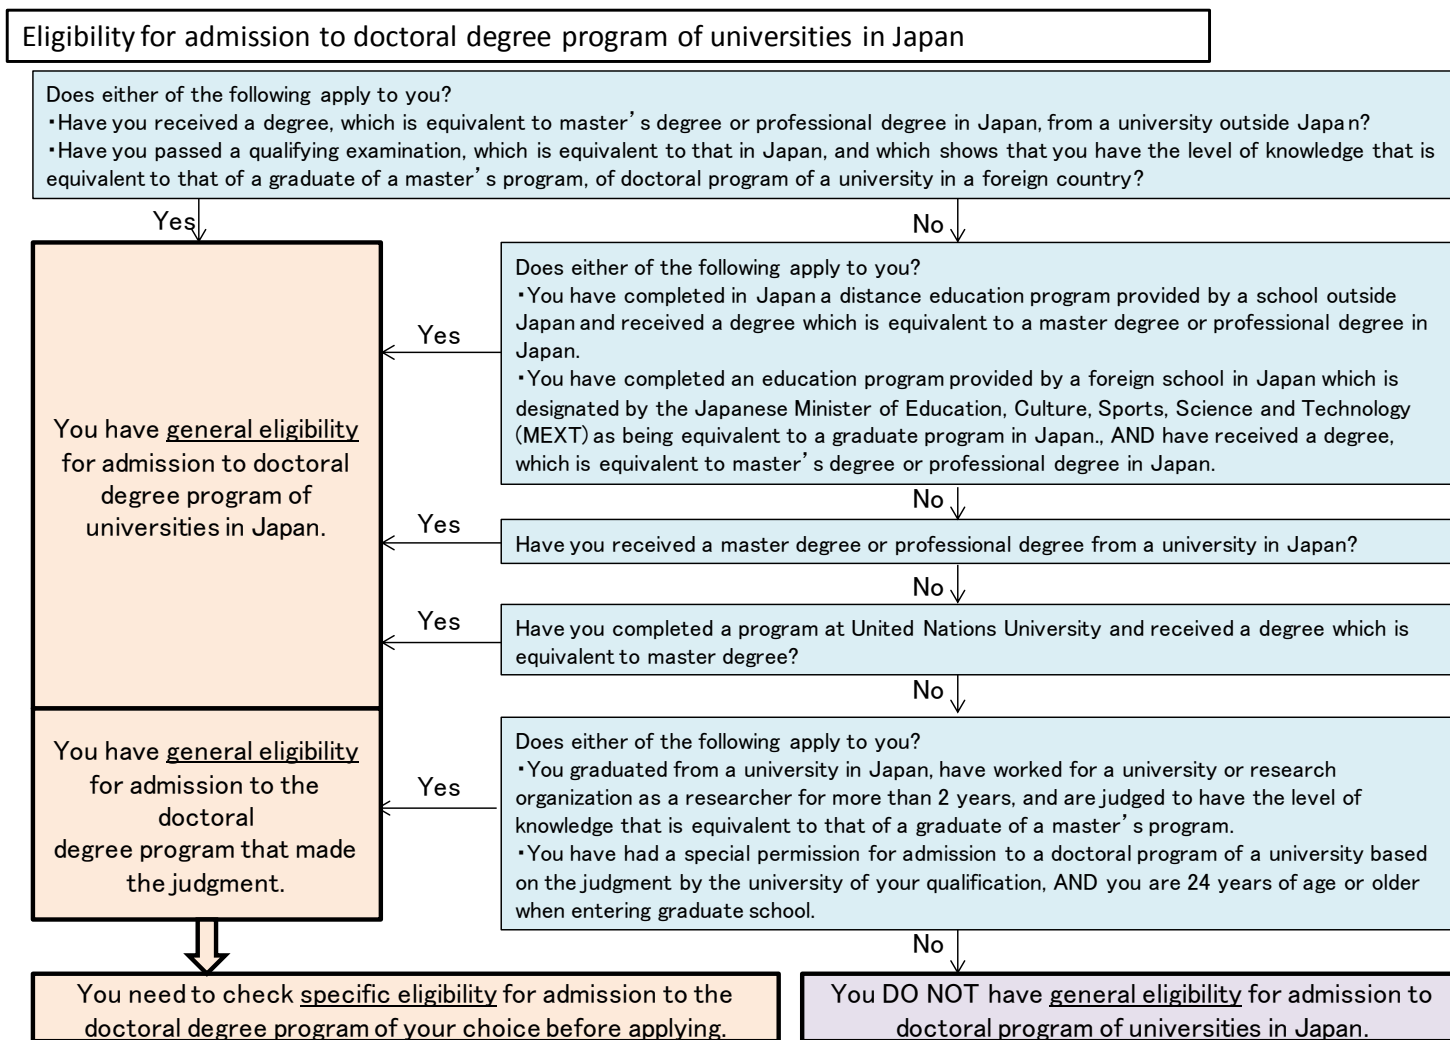 Eligibility for admission to doctoral degree program of universities in Japan
Does either of the following apply to you?
・Have you received a degree, which is equivalent to master’s degree or professional degree in Japan, from a university outside Japan?
・Have you passed a qualifying examination, which is equivalent to that in Japan, and which shows that you have the level of knowledge that is
equivalent to that of a graduate of a master’s program, of doctoral program of a university in a foreign country?
Yes
No
Does either of the following apply to you?
・You have completed in Japan a distance education program provided by a school outside
Japan and received a degree which is equivalent to a master degree or professional degree in
Japan.
・You have completed an education program provided by a foreign school in Japan which is
designated by the Japanese Minister of Education, Culture, Sports, Science and Technology
(MEXT) as being equivalent to a graduate program in Japan., AND have received a degree,
which is equivalent to master’s degree or professional degree in Japan.
Yes
You have general eligibility
for admission to doctoral
degree program of
universities in Japan.
No
Yes
Have you received a master degree or professional degree from a university in Japan?
No
Yes
Have you completed a program at United Nations University and received a degree which is
equivalent to master degree?
No
You have general eligibility
for admission to the
doctoral
degree program that made
the judgment.
Yes
Does either of the following apply to you?
・You graduated from a university in Japan, have worked for a university or research
organization as a researcher for more than 2 years, and are judged to have the level of
knowledge that is equivalent to that of a graduate of a master’s program.
・You have had a special permission for admission to a doctoral program of a university based
on the judgment by the university of your qualification, AND you are 24 years of age or older
when entering graduate school.
No
You need to check specific eligibility for admission to the
doctoral degree program of your choice before applying.
You DO NOT have general eligibility for admission to
doctoral program of universities in Japan.